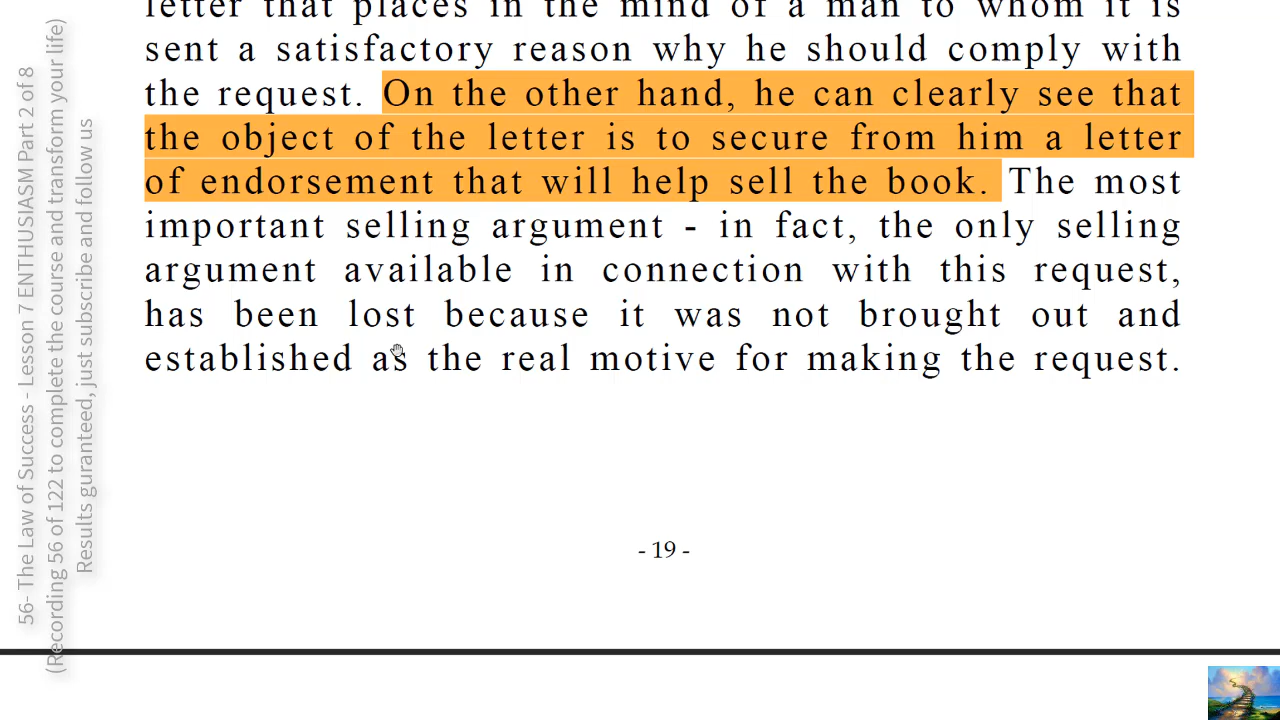 letter that places in the mind of a man to whom it is
sent a satisfactory reason why he should comply with
the request. On the other hand, he can clearly see that
the object of the letter is to secure from him a letter
of endorsement that will help sell the book. The most
important selling argument - in fact, the only selling
argument available in connection with this request,
has been lost because it was not brought out and
established as the real motive for making the request.
- 19 -
56- The Law of Success - Lesson 7 ENTHUSIASM Part 2 of 8
(Recording 56 of 122 to complete the course and transform your life)
Results guranteed, just subscribe and follow us